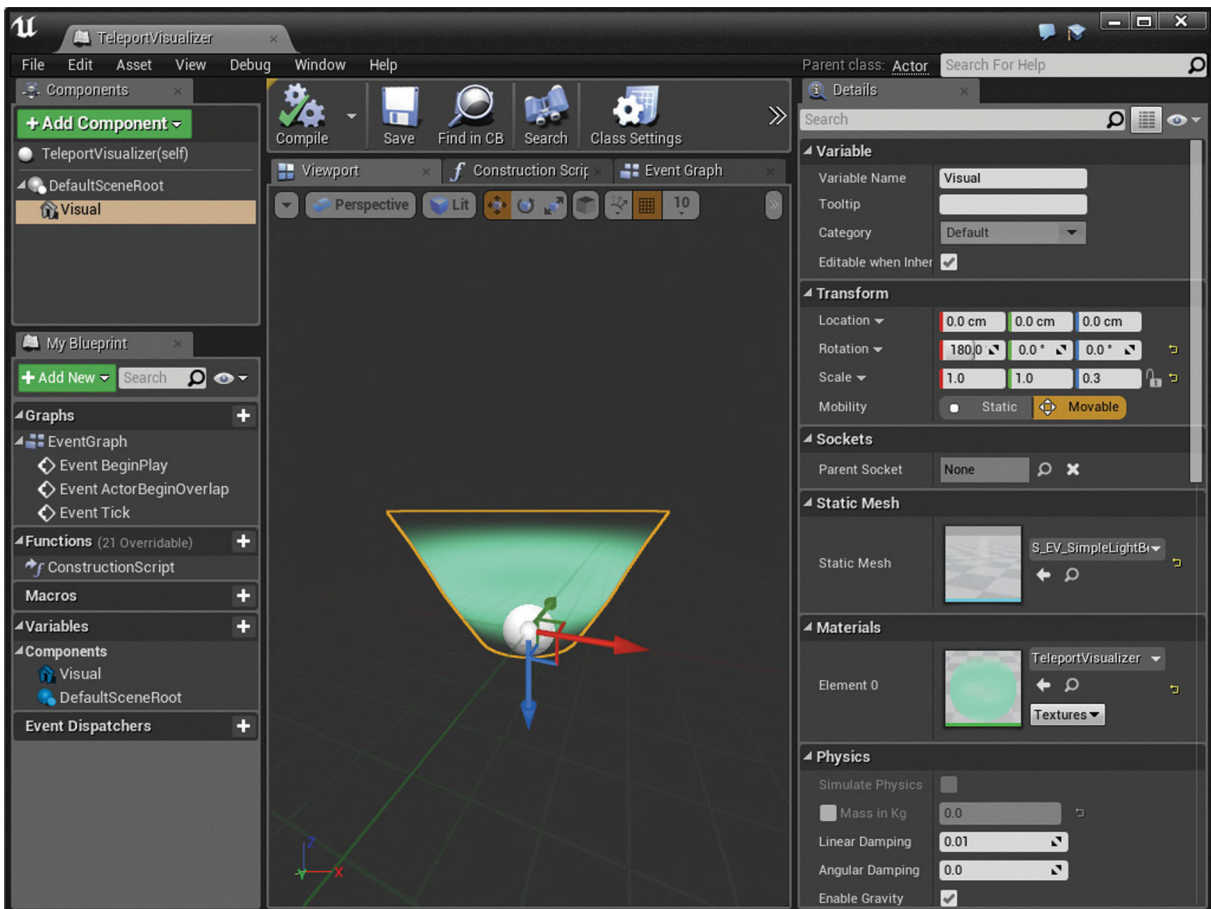 TeleportVisualizer
File Edit Asset View Debug Window Help
Parent class: Actor
Search For Help
Components
+Add Component
TeleportVisualizer(self)
DefaultSceneRoot
Visual
My Blueprint
+Add New
Search
Graphs
EventGraph
Event BeginPlay
Event ActorBeginOverlap
Event Tick
Functions (21 Overridable)
ConstructionScript
Macros
Variables
Components
Visual
DefaultSceneRoot
Event Dispatchers
Compile
Save
Find in CB
Search
Class Settings
Viewport
Construction Scrip
Event Graph
Perspective
Lit
10
Z
X
Y
Details
Search
Variable
Variable Name Visual
Tooltip
Category Default
Editable when Inher
Transform
Location 0.0 cm 0.0 cm 0.0 cm
Rotation 180.0 ° 0.0 ° 0.0 °
Scale 1.0 1.0 0.3
Mobility Static Movable
Sockets
Parent Socket None
Static Mesh
Static Mesh S_EV_SimpleLightBe
Materials
Element 0 TeleportVisualizer
Textures
Physics
Simulate Physics
Mass in Kg 0.0
Linear Damping 0.01
Angular Damping 0.0
Enable Gravity